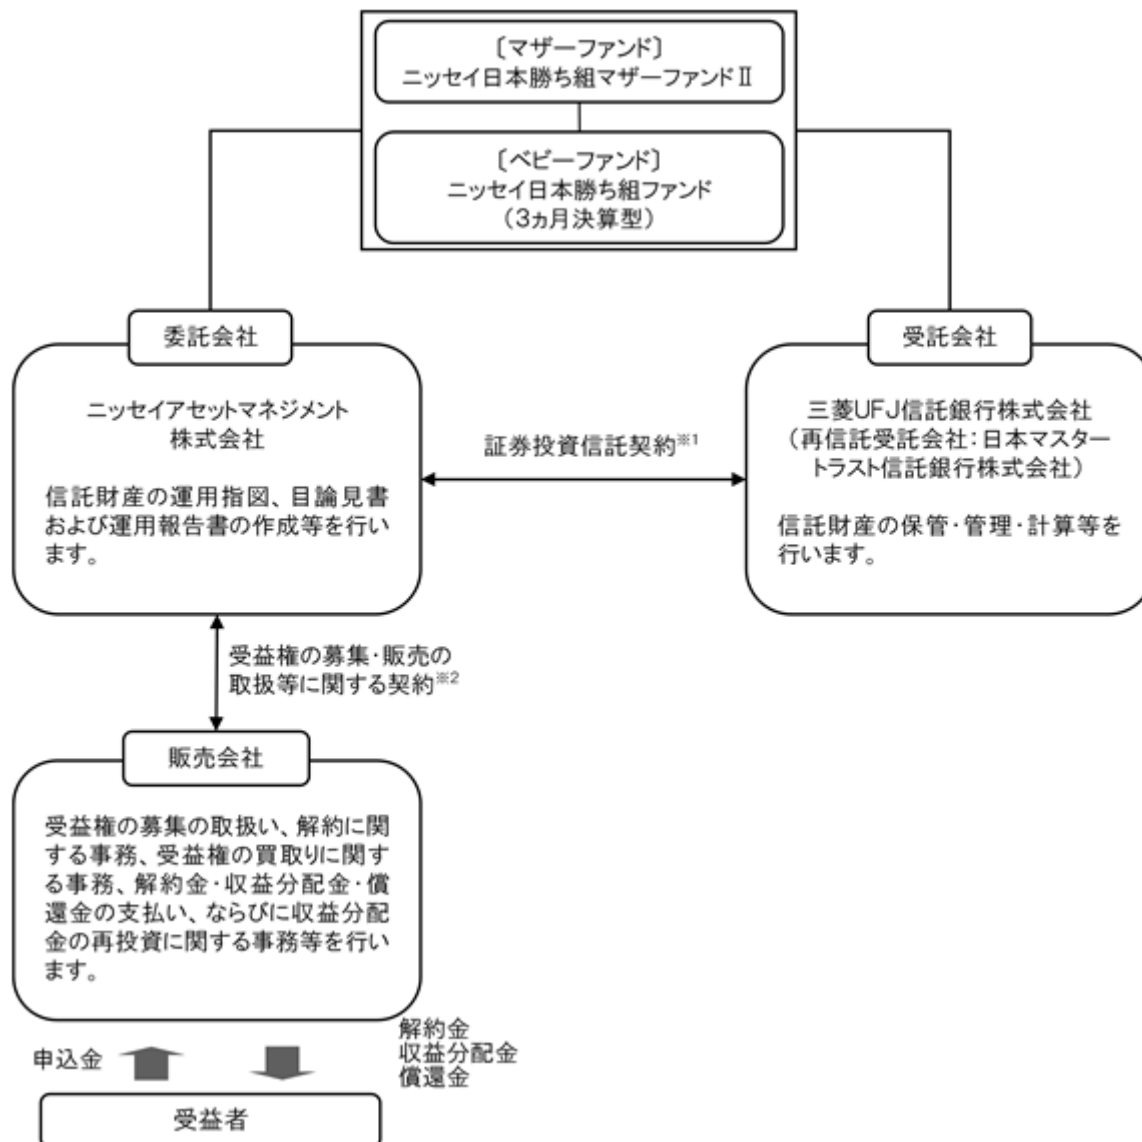 〔マザーファンド〕
ニッセイ日本勝ち組マザーファンドⅡ
〔ベビーファンド〕
ニッセイ日本勝ち組ファンド
（3ヵ月決算型）
委託会社
ニッセイアセットマネジメント
株式会社
信託財産の運用指図、目論見書
および運用報告書の作成等を行い
ます。
証券投資信託契約※1
受託会社
三菱UFJ信託銀行株式会社
（再信託受託会社：日本マスター
トラスト信託銀行株式会社）
信託財産の保管・管理・計算等を
行います。
受益権の募集・販売の
取扱等に関する契約※2
販売会社
受益権の募集の取扱い、解約に関
する事務、受益権の買取りに関す
る事務、解約金・収益分配金・償
還金の支払い、ならびに収益分配
金の再投資に関する事務等を行い
ます。
申込金
解約金
収益分配金
償還金
受益者